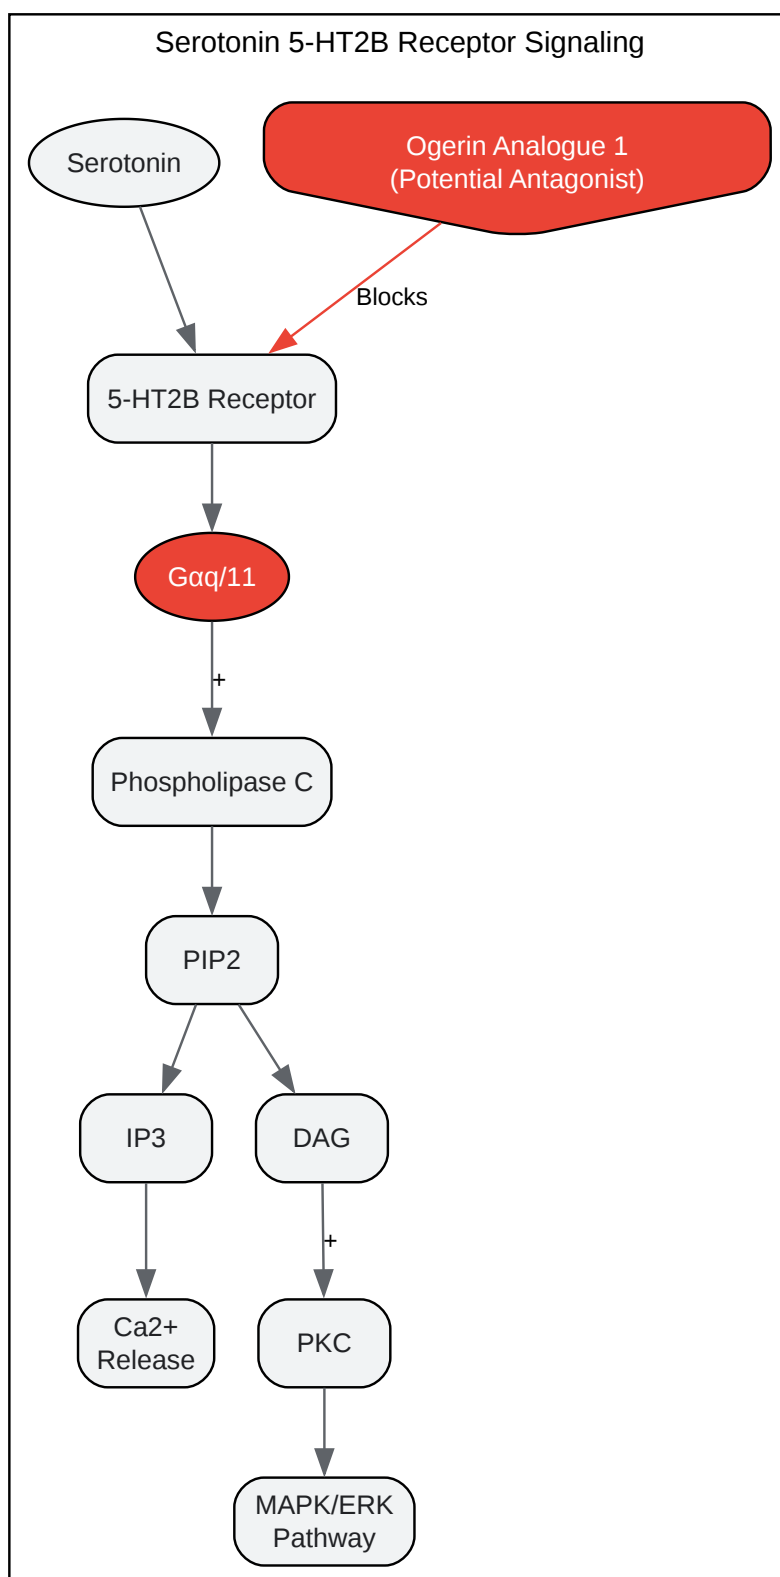 Serotonin 5-HT2B Receptor Signaling
Serotonin
Ogerin Analogue 1
(Potential Antagonist)
Blocks
5-HT2B Receptor
Gαq/11
+
Phospholipase C
PIP2
IP3
DAG
+
Ca2+
Release
PKC
MAPK/ERK
Pathway